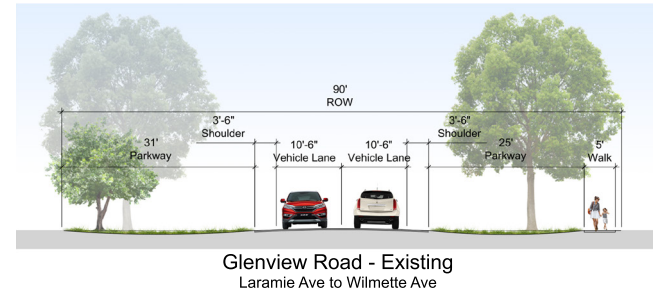 90'
ROW
3'-6"
Shoulder
3'-6"
Shoulder
31'
Parkway
10'-6"
Vehicle Lane
10'-6"
Vehicle Lane
25'
Parkway
5'
Walk
Glenview Road - Existing
Laramie Ave to Wilmette Ave